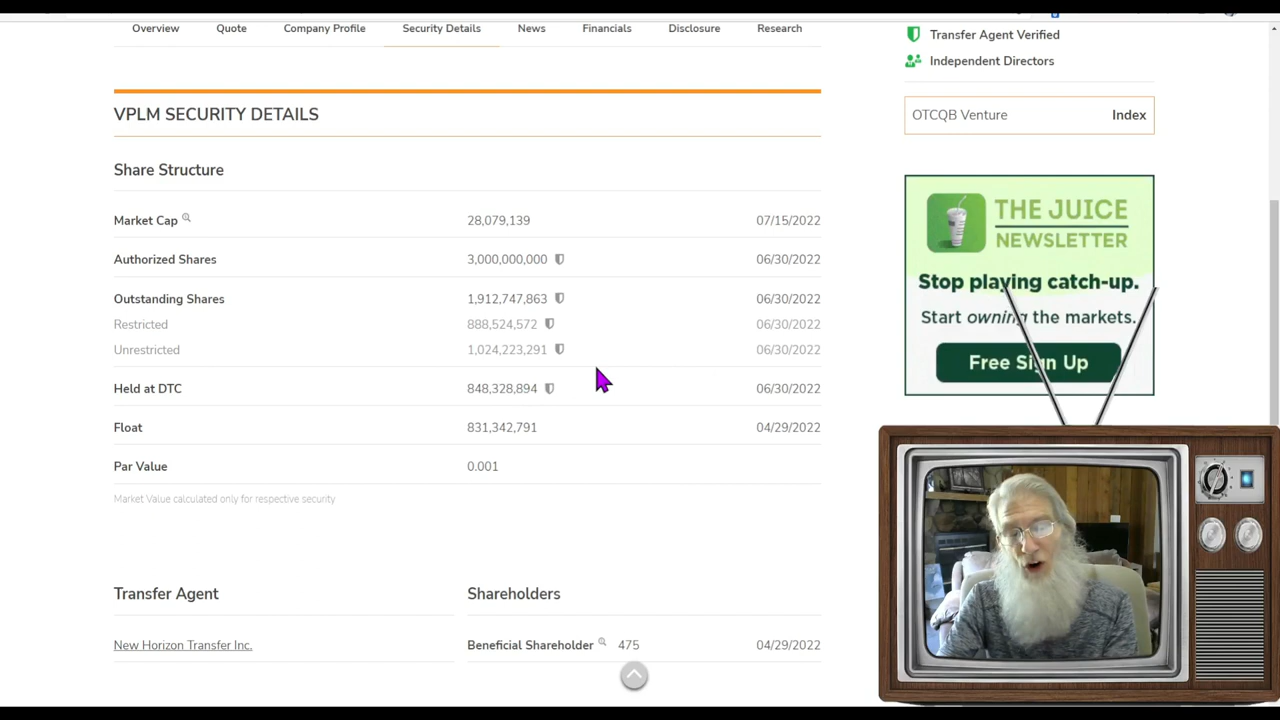 Overview Quote Company Profile Security Details News Financials Disclosure Research
Transfer Agent Verified
Independent Directors
VPLM SECURITY DETAILS
OTCQB Venture Index
Share Structure
Market Cap 28,079,139 07/15/2022
Authorized Shares 3,000,000,000 06/30/2022
Outstanding Shares 1,912,747,863 06/30/2022
Restricted 888,524,572 06/30/2022
Unrestricted 1,024,223,291 06/30/2022
Held at DTC 848,328,894 06/30/2022
Float 831,342,791 04/29/2022
Par Value 0.001
Market Value calculated only for respective security
THE JUICE
NEWSLETTER
Stop playing catch-up.
Start owning the markets.
Free Sign Up
Transfer Agent Shareholders
New Horizon Transfer Inc. Beneficial Shareholder 475 04/29/2022